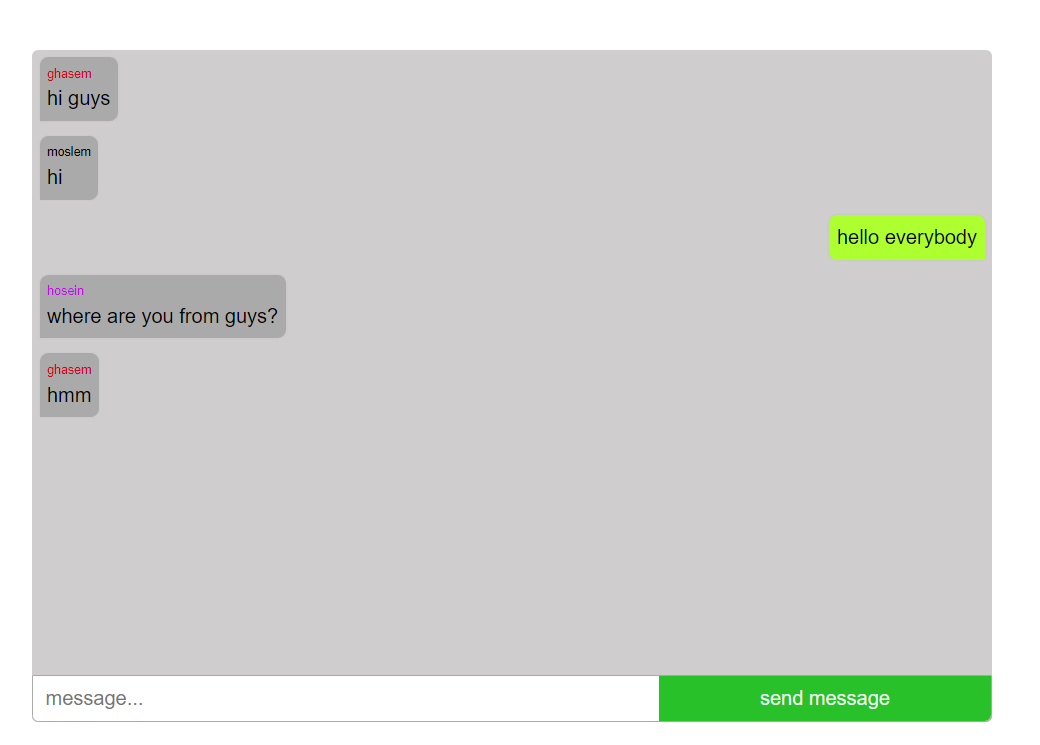 ghasem
hi guys
moslem
hi
hello everybody
hosein
where are you from guys?
ghasem
hmm
message...
send message